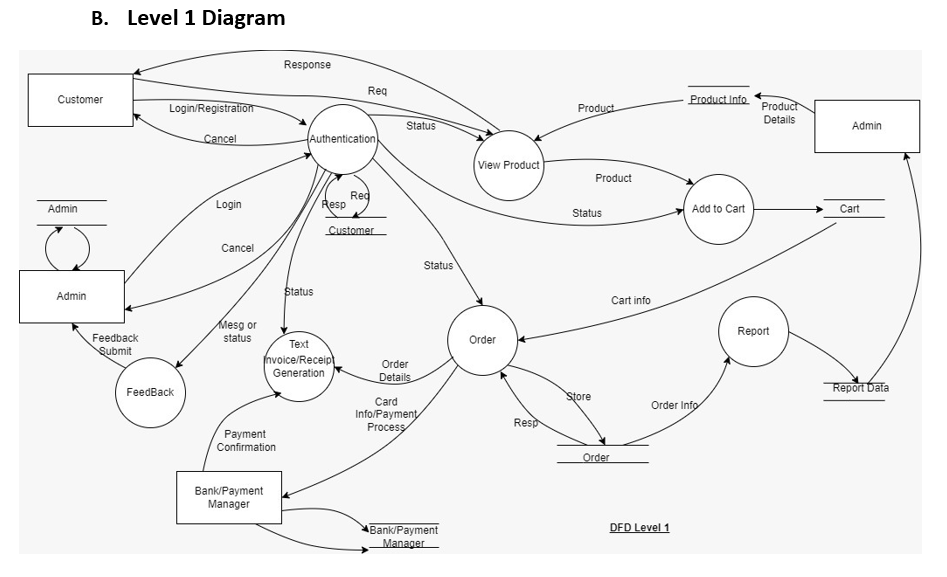 B. Level 1 Diagram
Response
Customer
Req
Login/Registration
Cancel
Authentication
Status
View Product
Product
Product Info
Product
Details
Admin
Product
Add to Cart
Status
Cart
Req
Resp
Customer
Admin
Login
Cancel
Admin
Status
Status
Cart info
Mesg or
status
Feedback
Submit
FeedBack
Text
Invoice/Receipt
Generation
Order
Details
Order
Report
Report Data
Card
Info/Payment
Process
Store
Resp
Order Info
Order
Payment
Confirmation
Bank/Payment
Manager
Bank/Payment
Manager
DFD Level 1